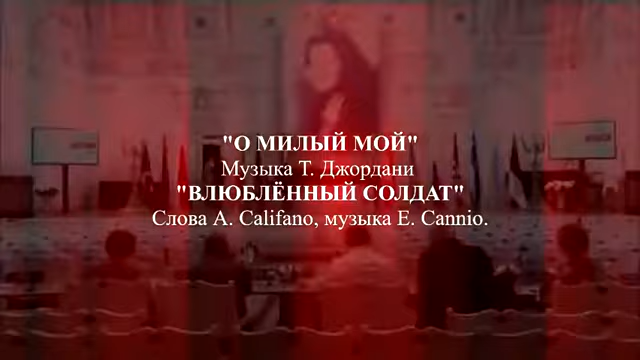 "О МИЛЫЙ МОЙ"
Музыка Т. Джордани
"ВЛЮБЛЁННЫЙ СОЛДАТ"
Слова A. Califano, музыка E. Cannio.